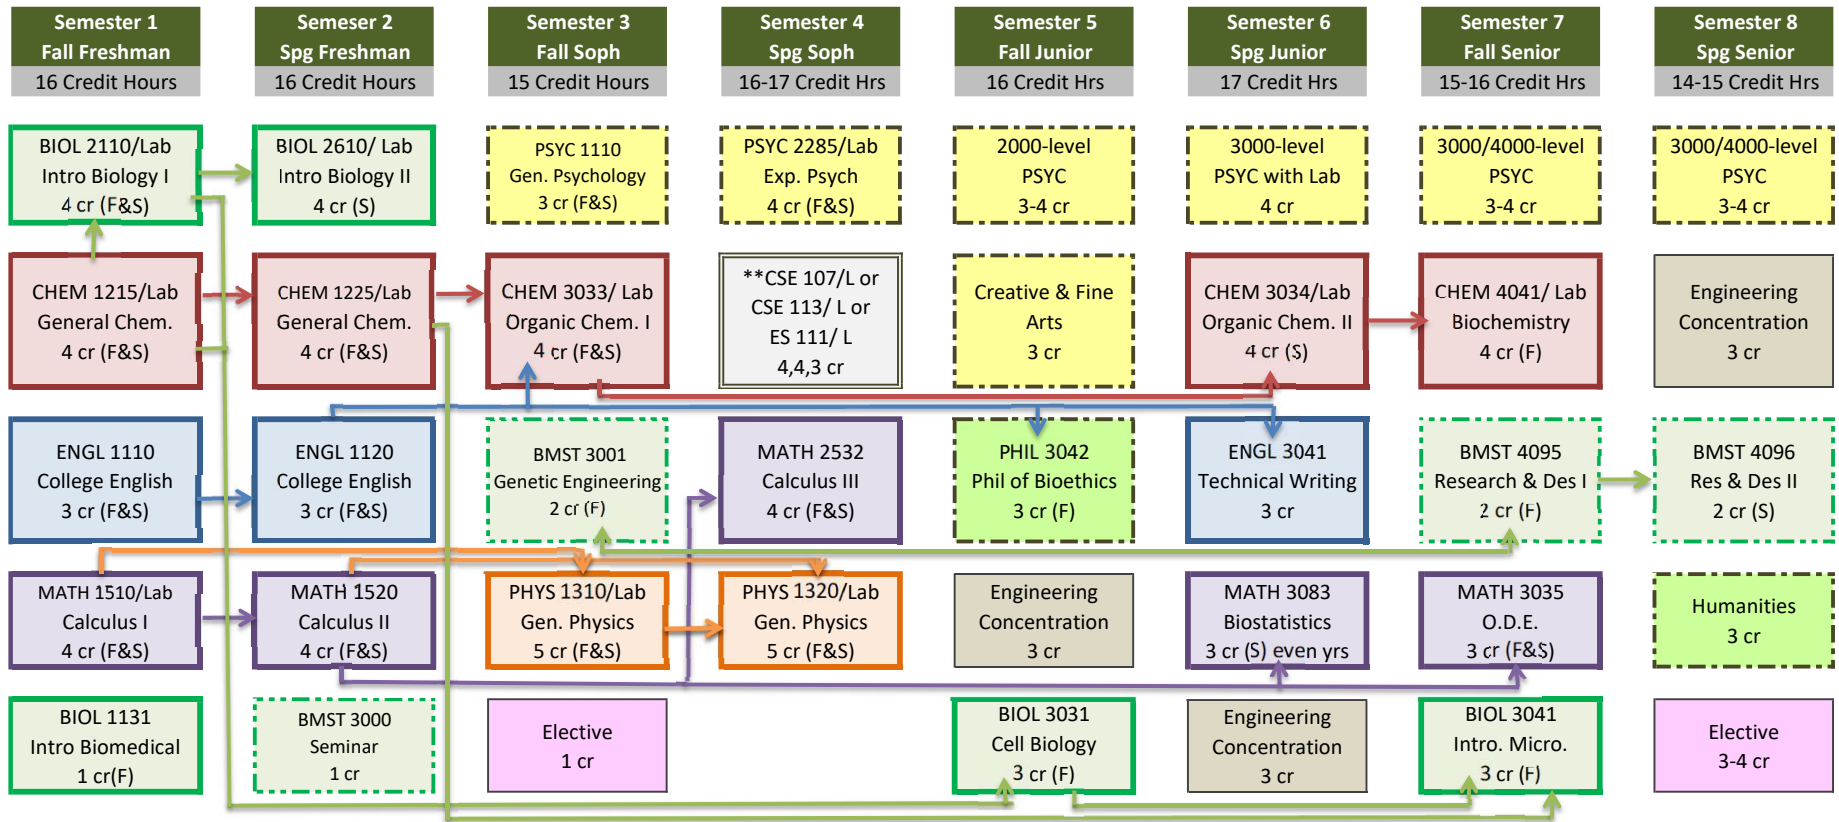 Semester 1
Fall Freshman
16 Credit Hours
Semeser 2
Spg Freshman
16 Credit Hours
Semester 3
Fall Soph
15 Credit Hours
Semester 4
Spg Soph
16-17 Credit Hrs
Semester 5
Fall Junior
16 Credit Hrs
Semester 6
Spg Junior
17 Credit Hrs
Semester 7
Fall Senior
15-16 Credit Hrs
Semester 8
Spg Senior
14-15 Credit Hrs
BIOL 2110/Lab
Intro Biology I
4 cr (F&S)
BIOL 2610/ Lab
Intro Biology II
4 cr (S)
PSYC 1110
Gen. Psychology
3 cr (F&S)
PSYC 2285/Lab
Exp. Psych
4 cr (F&S)
2000-level
PSYC
3-4 cr
3000-level
PSYC with Lab
4 cr
3000/4000-level
PSYC
3-4 cr
3000/4000-level
PSYC
3-4 cr
CHEM 1215/Lab
General Chem.
4 cr (F&S)
CHEM 1225/Lab
General Chem.
4 cr (F&S)
CHEM 3033/ Lab
Organic Chem. I
4 cr (F&S)
**CSE 107/L or
CSE 113/ L or
ES 111/ L
4,4,3 cr
Creative & Fine
Arts
3 cr
CHEM 3034/Lab
Organic Chem. II
4 cr (S)
CHEM 4041/ Lab
Biochemistry
4 cr (F)
Engineering
Concentration
3 cr
ENGL 1110
College English
3 cr (F&S)
ENGL 1120
College English
3 cr (F&S)
BMST 3001
Genetic Engineering
2 cr (F)
MATH 2532
Calculus III
4 cr (F&S)
PHIL 3042
Phil of Bioethics
3 cr (F)
ENGL 3041
Technical Writing
3 cr
BMST 4095
Research & Des I
2 cr (F)
BMST 4096
Res & Des II
2 cr (S)
MATH 1510/Lab
Calculus I
4 cr (F&S)
MATH 1520
Calculus II
4 cr (F&S)
PHYS 1310/Lab
Gen. Physics
5 cr (F&S)
PHYS 1320/Lab
Gen. Physics
5 cr (F&S)
Engineering
Concentration
3 cr
MATH 3083
Biostatistics
3 cr (S) even yrs
MATH 3035
O.D.E.
3 cr (F&S)
Humanities
3 cr
BIOL 1131
Intro Biomedical
1 cr(F)
BMST 3000
Seminar
1 cr
Elective
1 cr
BIOL 3031
Cell Biology
3 cr (F)
Engineering
Concentration
3 cr
BIOL 3041
Intro. Micro.
3 cr (F)
Elective
3-4 cr